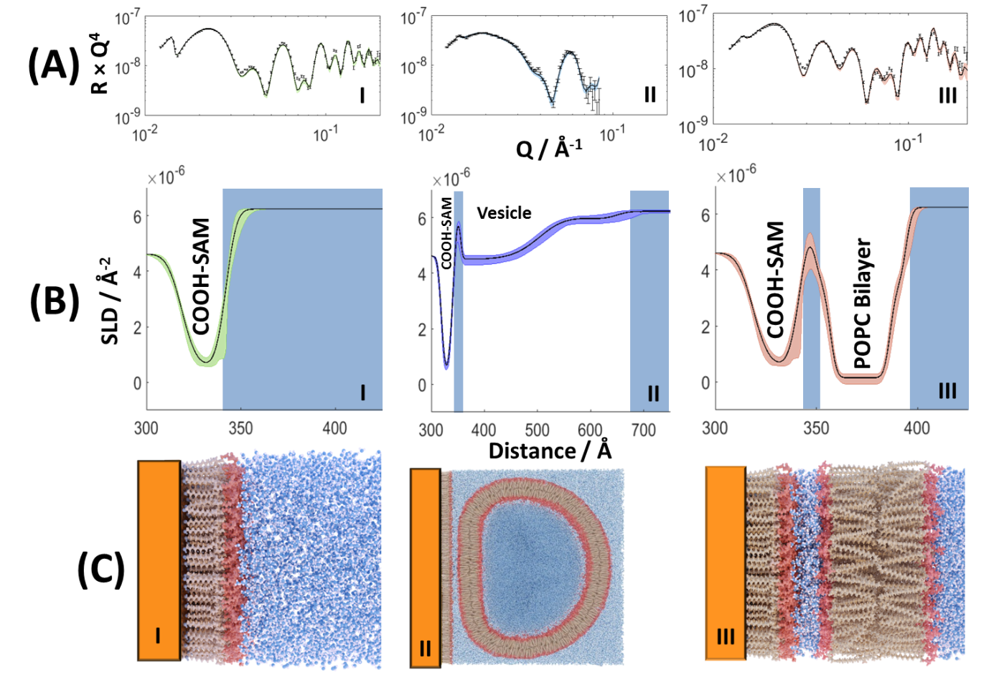 (A)
R × Q4
10-7
10-8
10-9
10-2
10-1
I
10-7
10-8
10-9
10-2
10-1
II
10-7
10-8
10-9
10-2
10-1
III
Q / Å-1
(B)
SLD / Å-2
×10-6
6
4
2
0
COOH-SAM
I
300
350
400
×10-6
6
4
2
0
COOH-SAM
Vesicle
II
300
400
500
600
700
Distance / Å
×10-6
6
4
2
0
COOH-SAM
POPC Bilayer
III
300
350
400
(C)
I
II
III